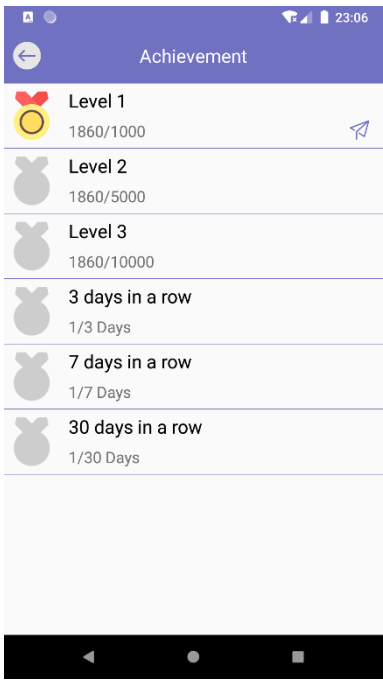 A
23:06
Achievement
Level 1
1860/1000
Level 2
1860/5000
Level 3
1860/10000
3 days in a row
1/3 Days
7 days in a row
1/7 Days
30 days in a row
1/30 Days